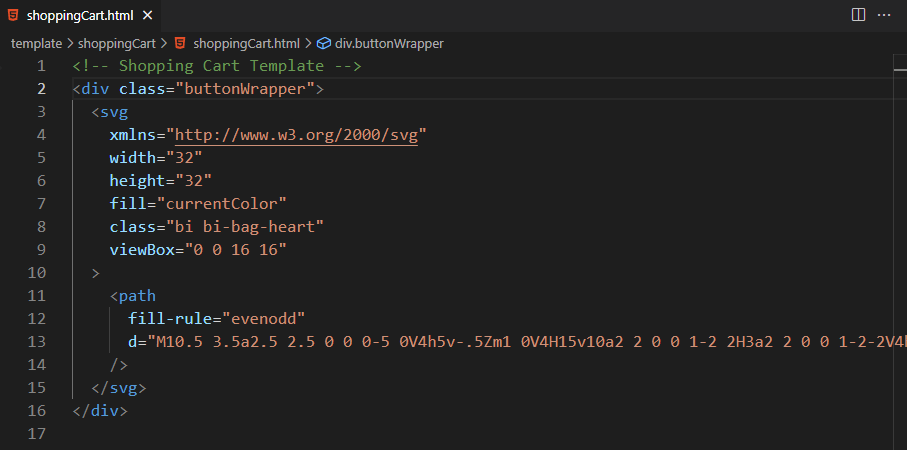 shoppingCart.html
template > shoppingCart > shoppingCart.html > div.buttonWrapper
1 <!-- Shopping Cart Template -->
2 <div class="buttonWrapper">
3 <svg
4 xmlns="http://www.w3.org/2000/svg"
5 width="32"
6 height="32"
7 fill="currentColor"
8 class="bi bi-bag-heart"
9 viewBox="0 0 16 16"
10 >
11 <path
12 fill-rule="evenodd"
13 d="M10.5 3.5a2.5 2.5 0 0 0-5 0V4h5v-.5Zm1 0V4H15v10a2 2 0 0 1-2 2H3a2 2 0 0 1-2-2V4
14 />
15 </svg>
16 </div>
17